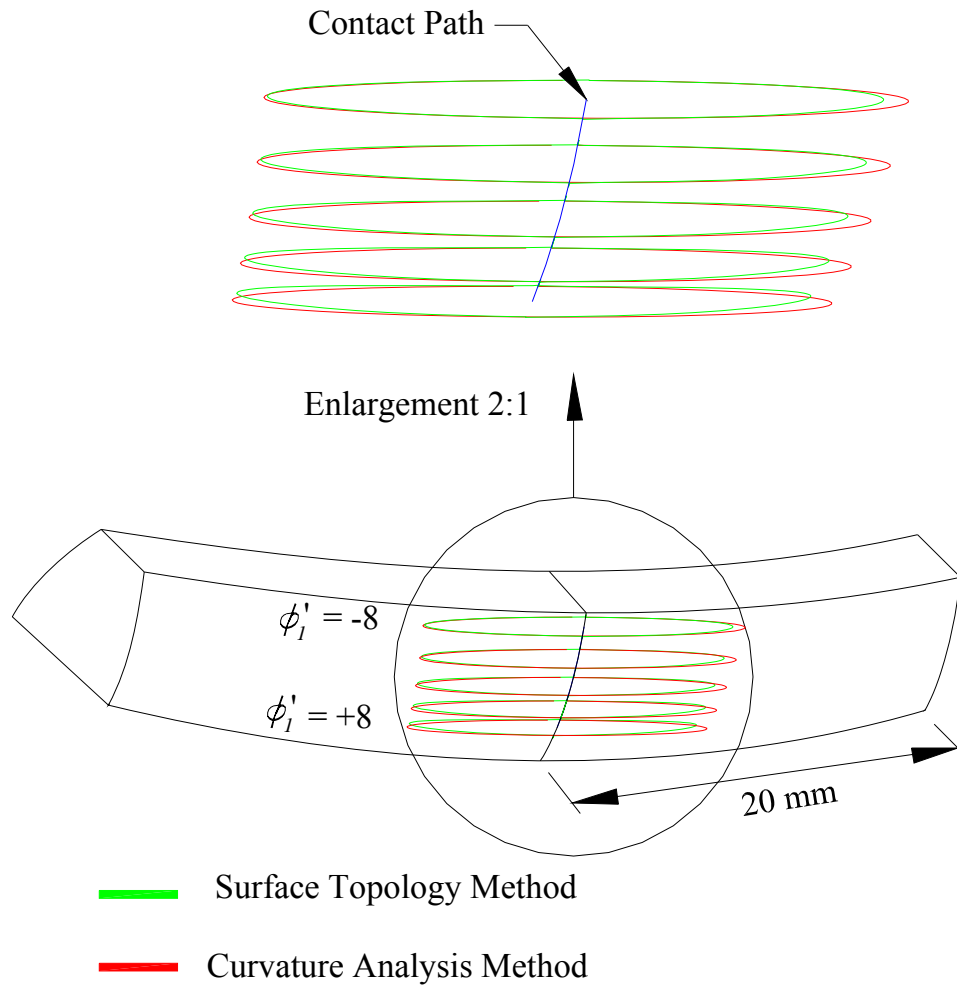 Contact Path
Enlargement 2:1
ϕ₁' = -8
ϕ₁' = +8
20 mm
Surface Topology Method
Curvature Analysis Method